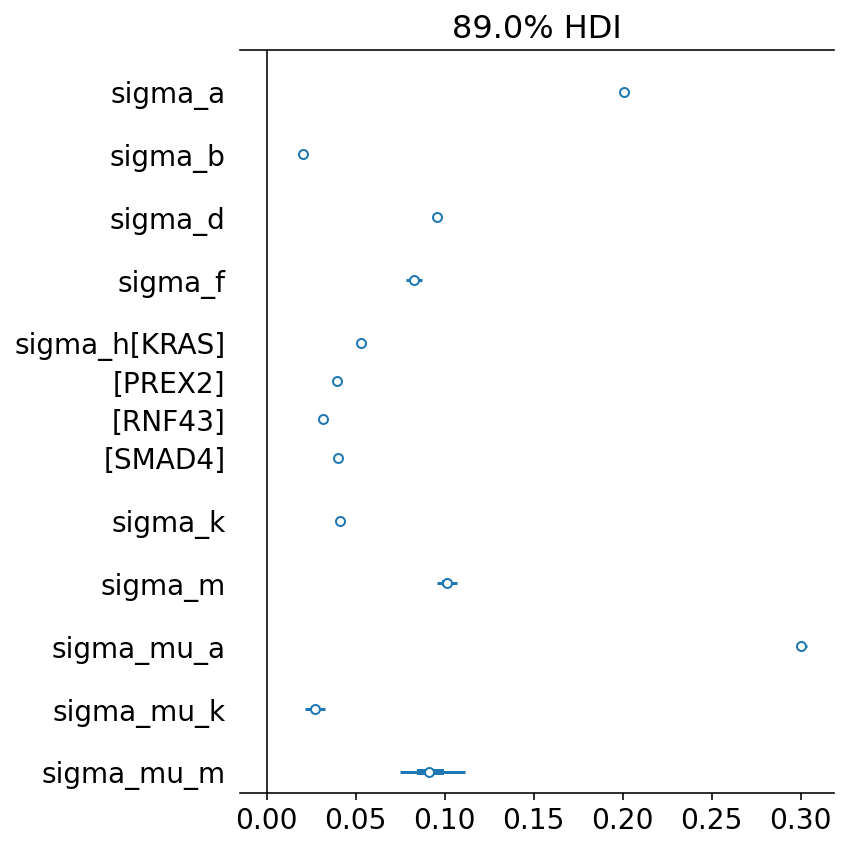 89.0% HDI
sigma_a
sigma_b
sigma_d
sigma_f
sigma_h[KRAS]
[PREX2]
[RNF43]
[SMAD4]
sigma_k
sigma_m
sigma_mu_a
sigma_mu_k
sigma_mu_m
0.00 0.05 0.10 0.15 0.20 0.25 0.30